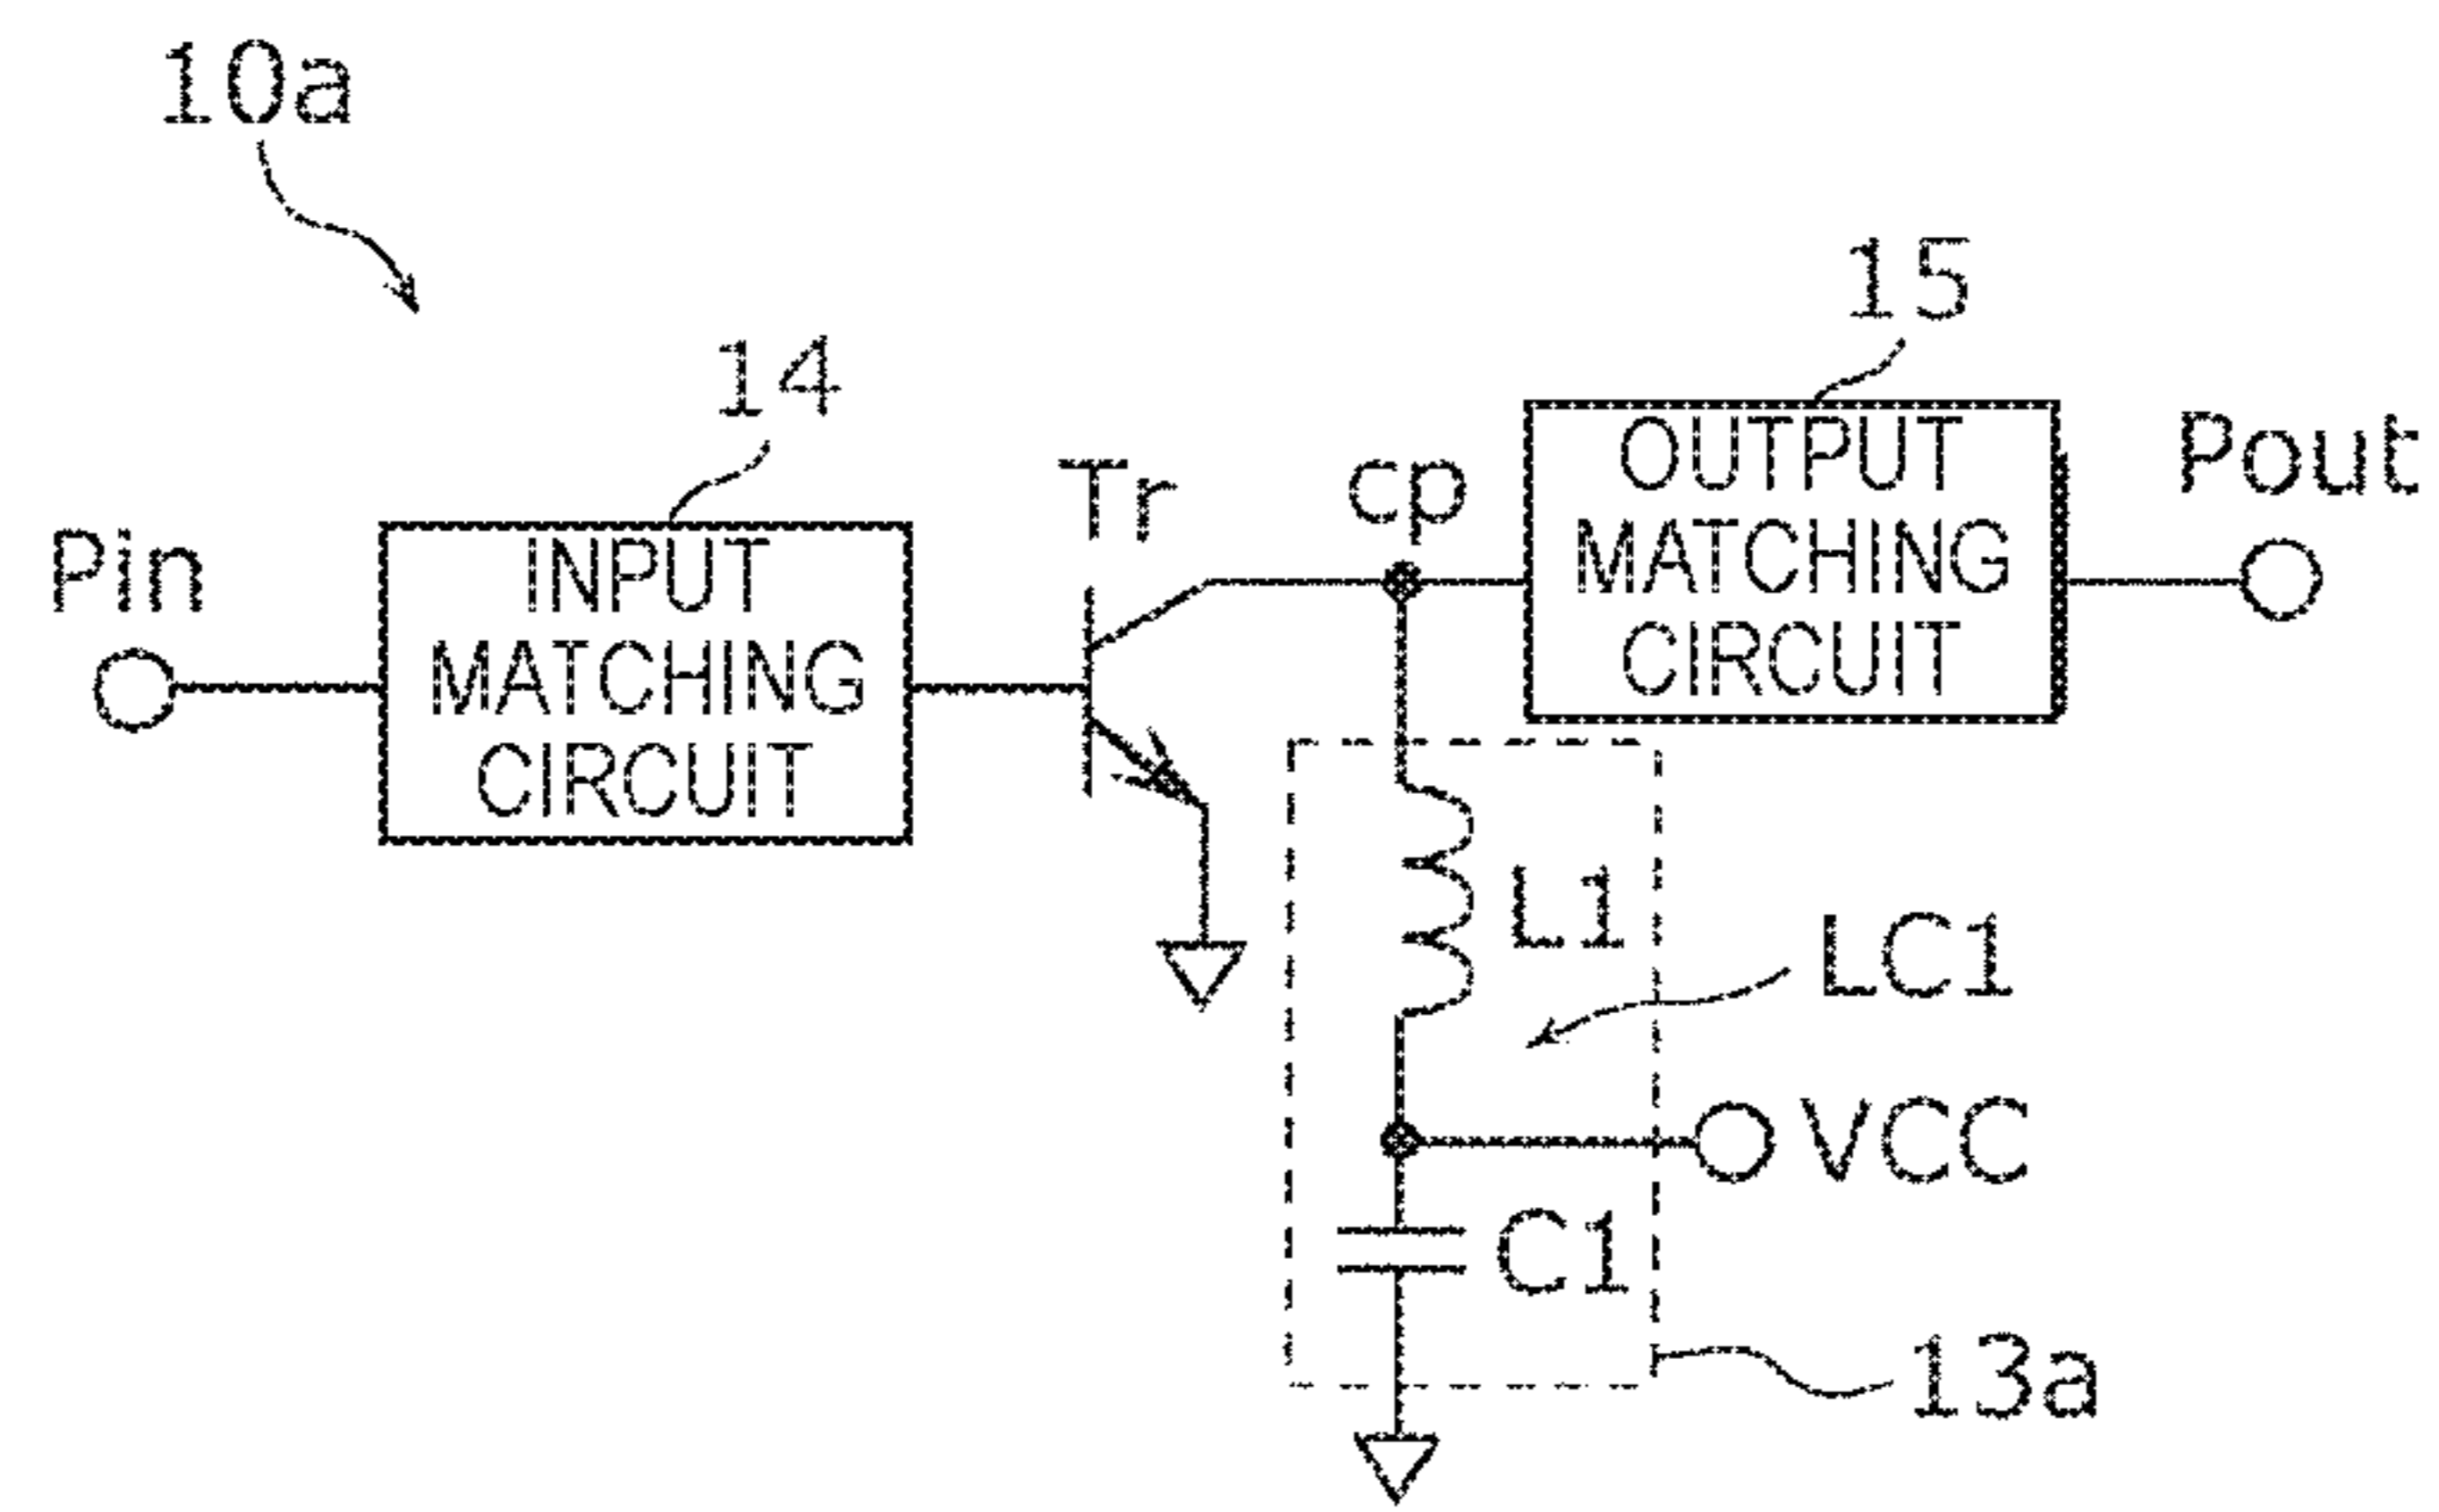 10a
15
14
Pout
Tr
cp
OUTPUT
MATCHING
CIRCUIT
Pin
INPUT
MATCHING
CIRCUIT
L1
LC1
VCC
C1
13a